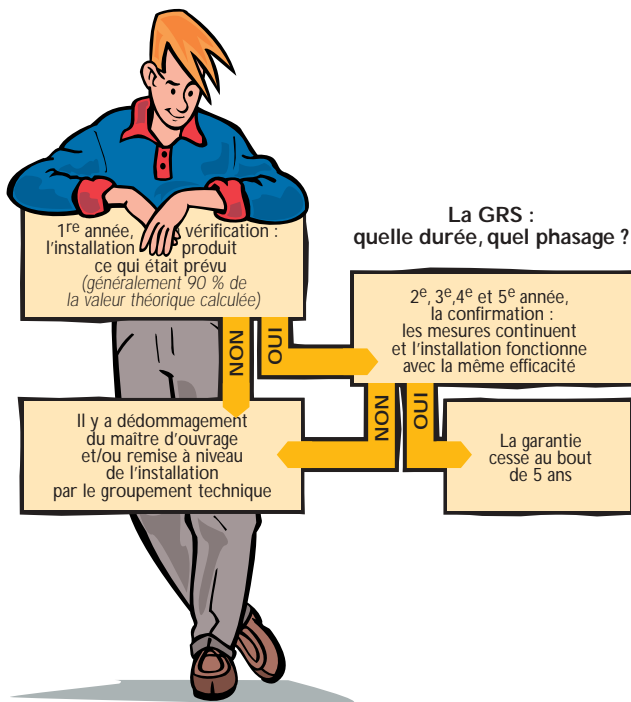 La GRS :
quelle durée, quel phasage ?
1re année, la vérification :
l'installation produit
ce qui était prévu
(généralement 90 % de
la valeur théorique calculée)
NON
OUI
2e, 3e,4e et 5e année,
la confirmation :
les mesures continuent
et l'installation fonctionne
avec la même efficacité
NON
OUI
Il y a dédommagement
du maître d'ouvrage
et/ou remise à niveau
de l'installation
par le groupement technique
La garantie
cesse au bout
de 5 ans